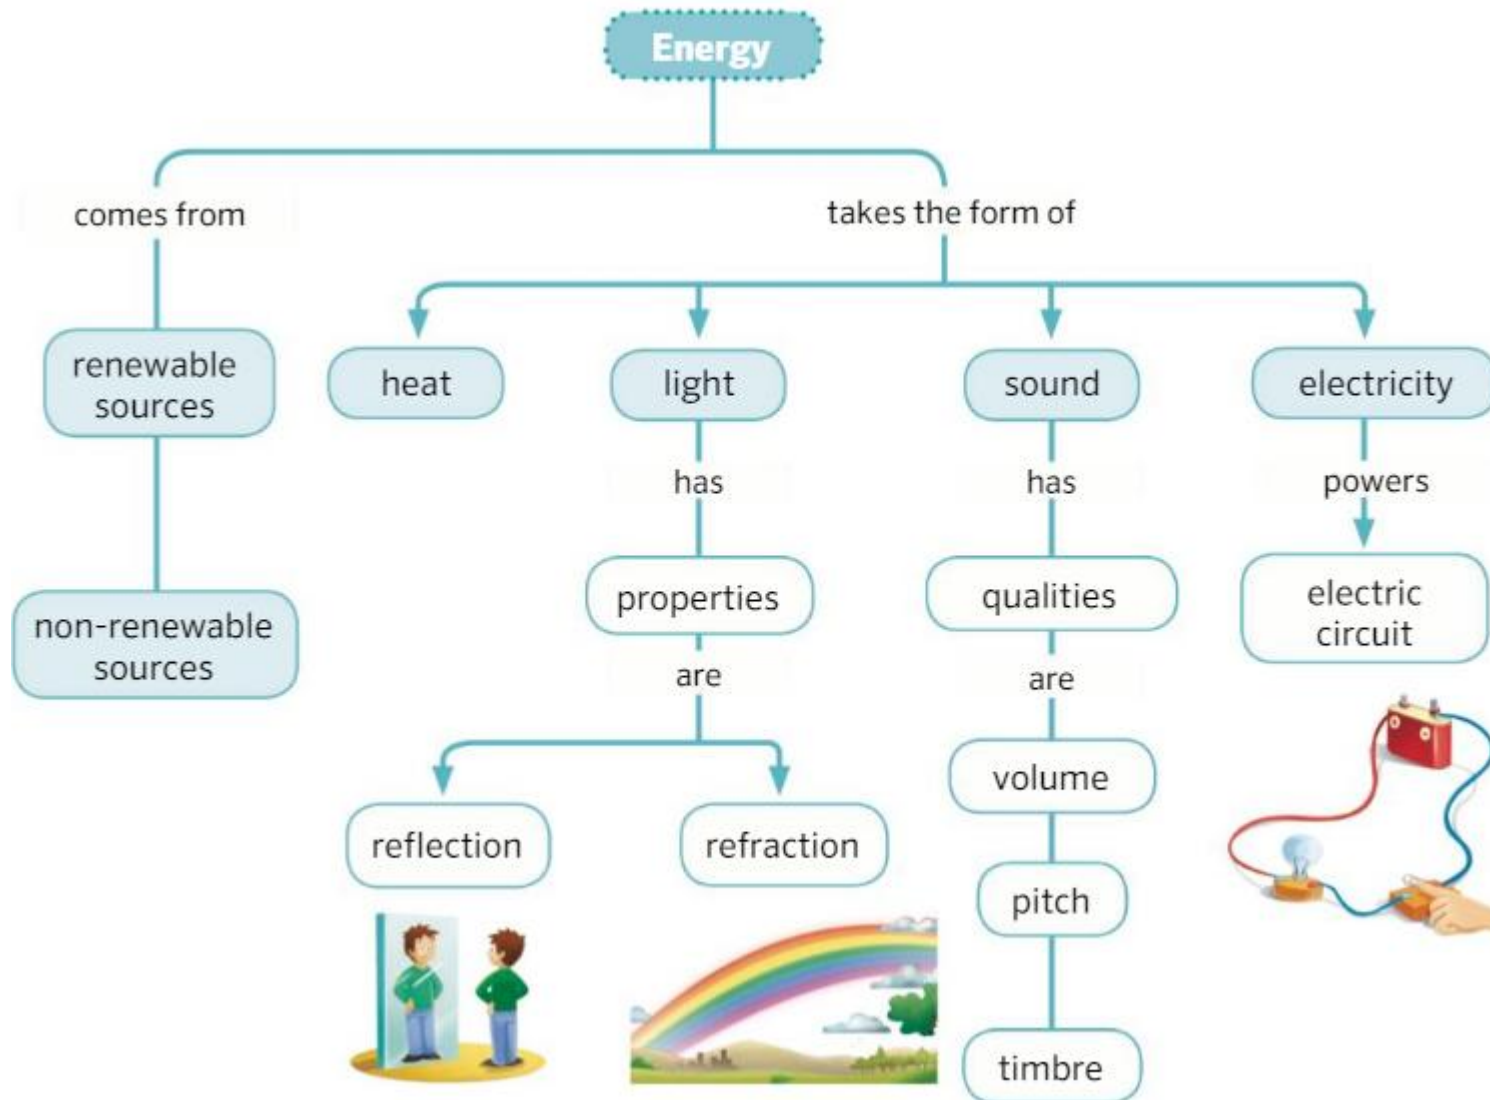 Energy
comes from
takes the form of
renewable
sources
heat
light
sound
electricity
has
has
powers
properties
qualities
electric
circuit
non-renewable
sources
are
are
volume
reflection
refraction
pitch
timbre